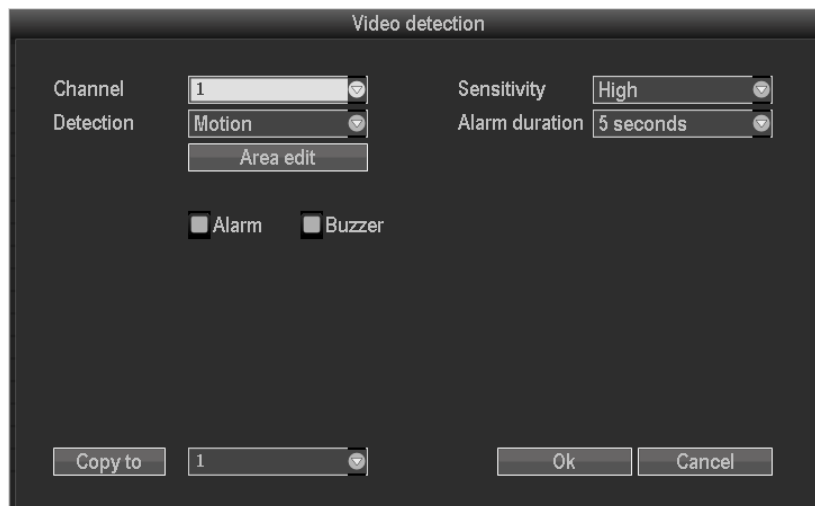 Video detection
Channel 1 Sensitivity High
Detection Motion Alarm duration 5 seconds
Area edit
Alarm Buzzer
Copy to 1 Ok Cancel